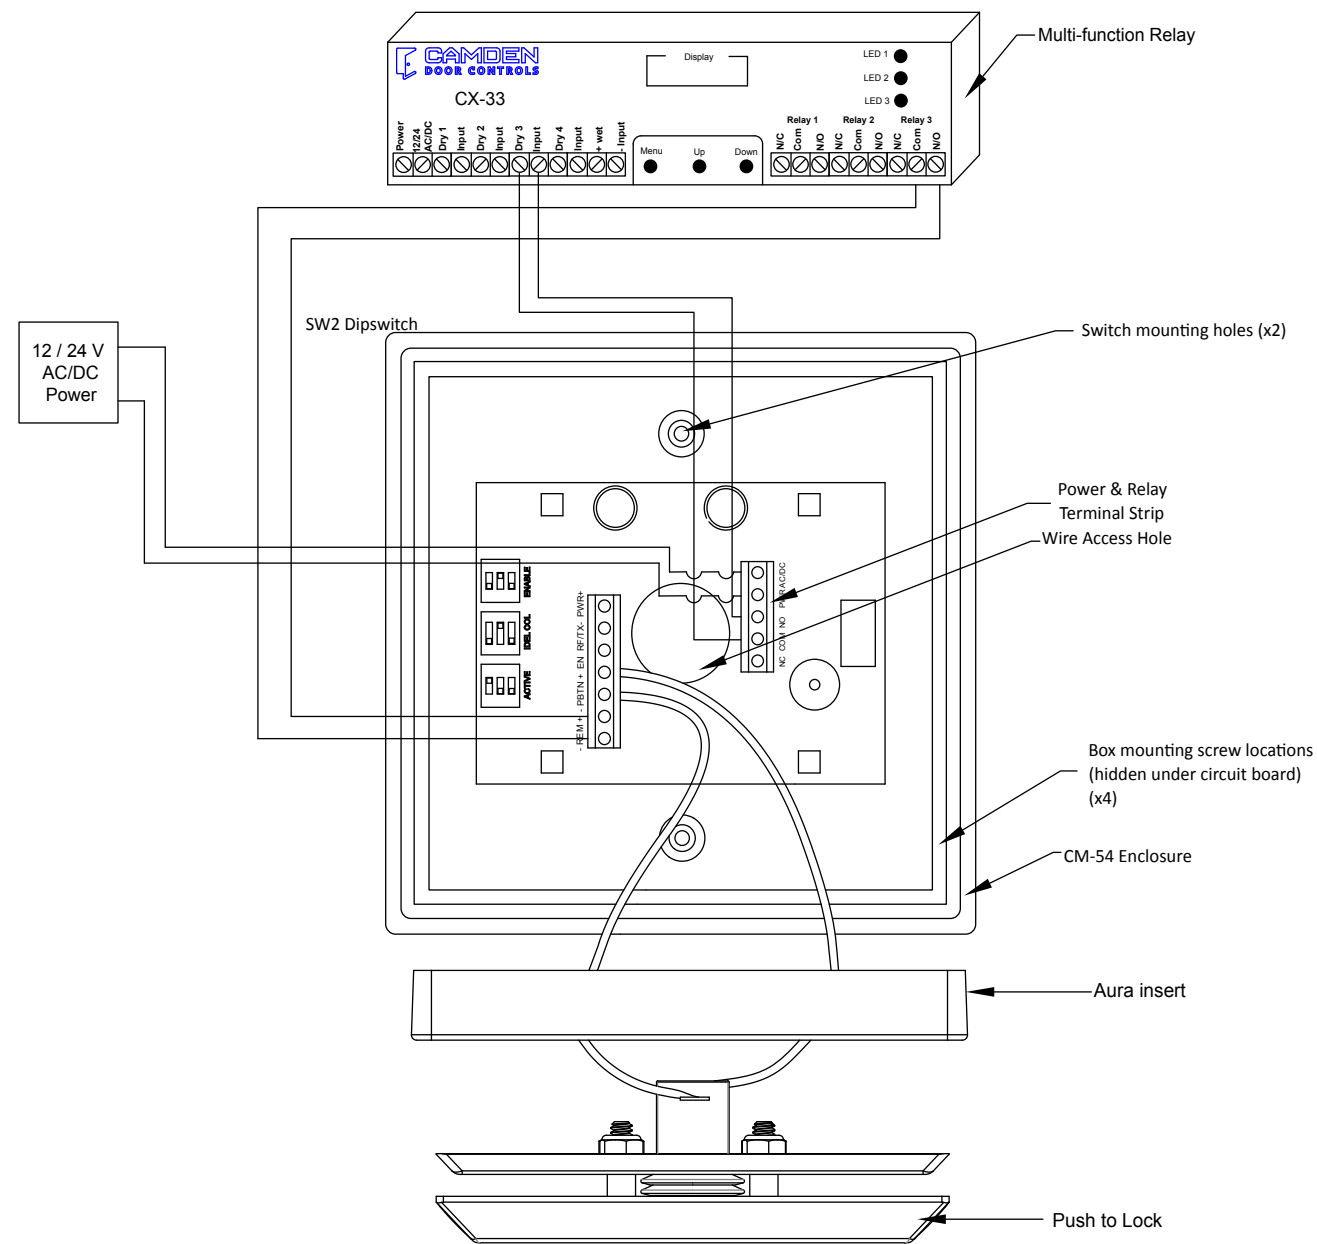 Multi-function Relay
CAMDEN
DOOR CONTROLS
CX-33
Display
LED 1
LED 2
LED 3
Relay 1 Relay 2 Relay 3
Power
12/24
AC/DC
Dry 1
Input
Dry 2
Input
Dry 3
Input
Dry 4
Input
+ wet
- Input
Menu Up Down
N/C
Com
N/O
N/C
Com
N/O
N/C
Com
N/O
SW2 Dipswitch
Switch mounting holes (x2)
12 / 24 V
AC/DC
Power
Power & Relay
Terminal Strip
Wire Access Hole
ENABLE
IDEL COL
ACTIVE
- REM + - PBTN + EN RF/TX- PWR+
NC COM NO PWR AC/DC
Box mounting screw locations
(hidden under circuit board)
(x4)
CM-54 Enclosure
Aura insert
Push to Lock